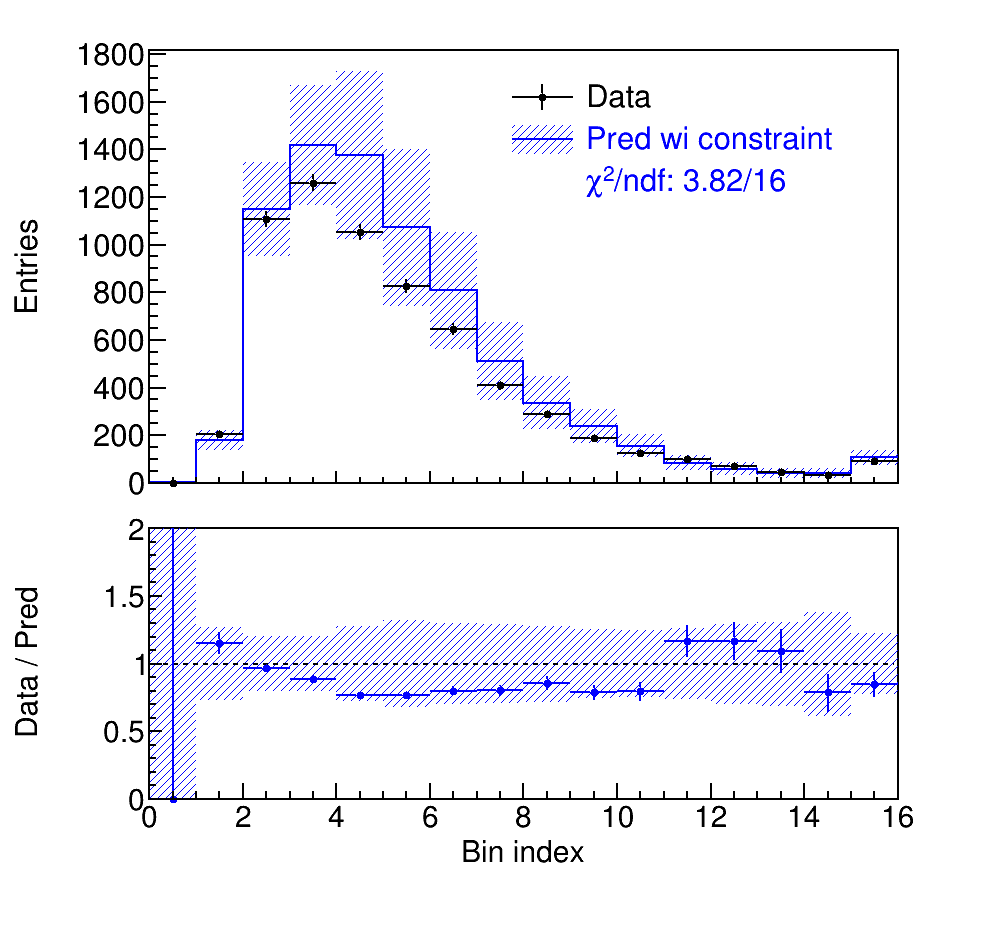 1800
1600
1400
1200
1000
800
600
400
200
0
Entries
Data
Pred wi constraint
χ²/ndf: 3.82/16
2
1.5
1
0.5
0
Data / Pred
0 2 4 6 8 10 12 14 16
Bin index